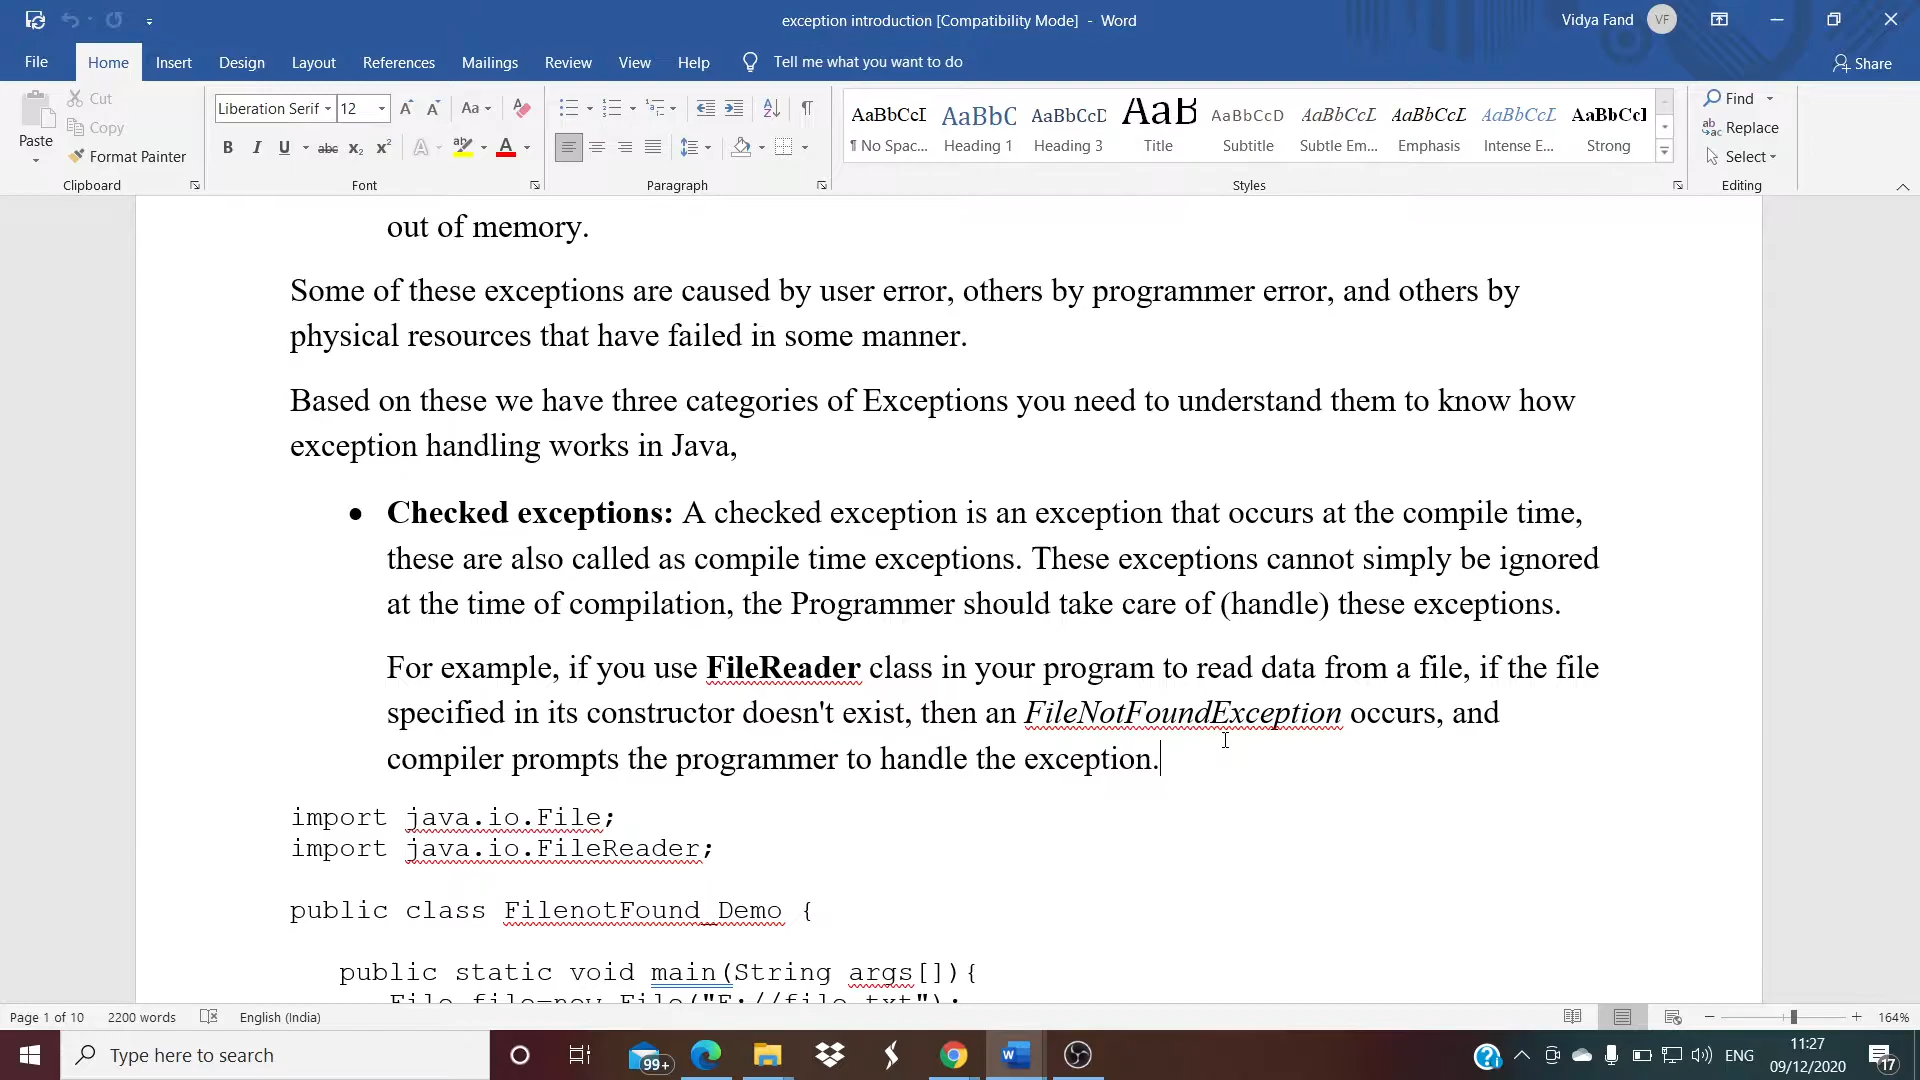 exception introduction [Compatibility Mode] - Word
Vidya Fand
VF
File Home Insert Design Layout References Mailings Review View Help Tell me what you want to do
Share
Paste
Cut
Copy
Format Painter
Clipboard
Liberation Serif 12
Font
Paragraph
AaBbCcI AaBbC AaBbCcD AaB AaBbCcD AaBbCcL AaBbCcL AaBbCcL AaBbCcI
¶ No Spac... Heading 1 Heading 3 Title Subtitle Subtle Em... Emphasis Intense E... Strong
Styles
Find
Replace
Select
Editing
out of memory.
Some of these exceptions are caused by user error, others by programmer error, and others by
physical resources that have failed in some manner.
Based on these we have three categories of Exceptions you need to understand them to know how
exception handling works in Java,
• Checked exceptions: A checked exception is an exception that occurs at the compile time,
these are also called as compile time exceptions. These exceptions cannot simply be ignored
at the time of compilation, the Programmer should take care of (handle) these exceptions.
For example, if you use FileReader class in your program to read data from a file, if the file
specified in its constructor doesn't exist, then an FileNotFoundException occurs, and
compiler prompts the programmer to handle the exception.
import java.io.File;
import java.io.FileReader;
public class FilenotFound_Demo {
public static void main(String args[]){
File file=new File("E://file.txt");
Page 1 of 10 2200 words English (India)
164%
Type here to search
99+
ENG
11:27
09/12/2020
17